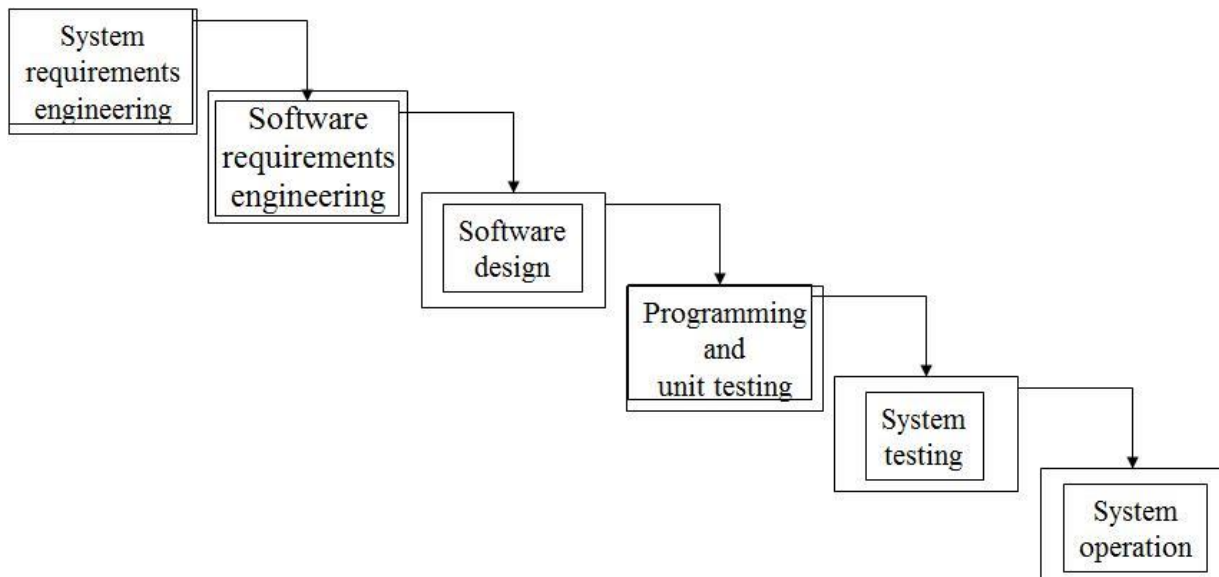 System
requirements
engineering
Software
requirements
engineering
Software
design
Programming
and
unit testing
System
testing
System
operation